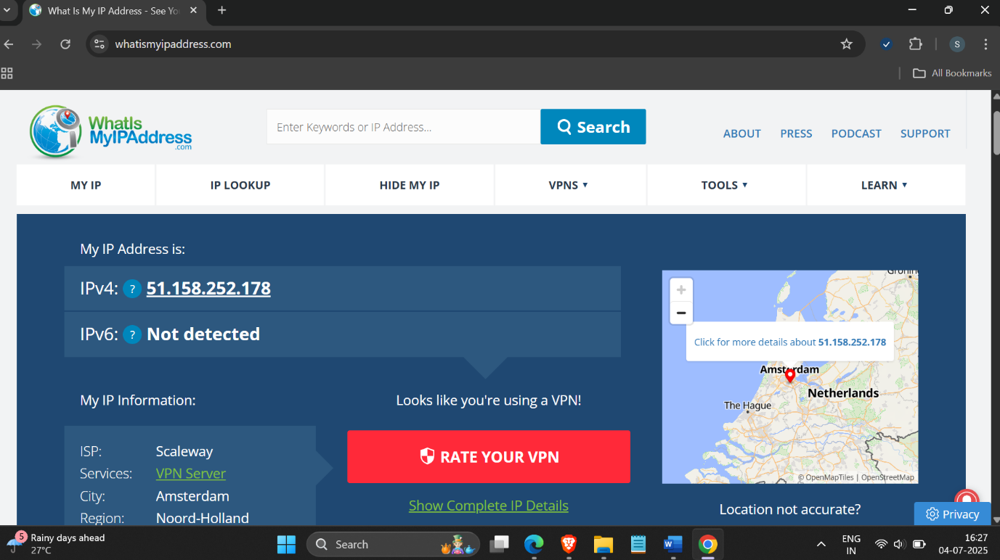 What Is My IP Address - See Yo
whatismyipaddress.com
S
All Bookmarks
WhatIs
MyIPAddress
.com
Enter Keywords or IP Address...
Search
ABOUT
PRESS
PODCAST
SUPPORT
MY IP
IP LOOKUP
HIDE MY IP
VPNS ▼
TOOLS ▼
LEARN ▼
My IP Address is:
IPv4: ? 51.158.252.178
IPv6: ? Not detected
My IP Information:
ISP: Scaleway
Services: VPN Server
City: Amsterdam
Region: Noord-Holland
Looks like you're using a VPN!
RATE YOUR VPN
Show Complete IP Details
+
−
Click for more details about 51.158.252.178
Amsterdam
Netherlands
The Hague
© OpenMapTiles | OpenStreetMap
Location not accurate?
Privacy
5
Rainy days ahead
27°C
Search
ENG
IN
16:27
04-07-2025